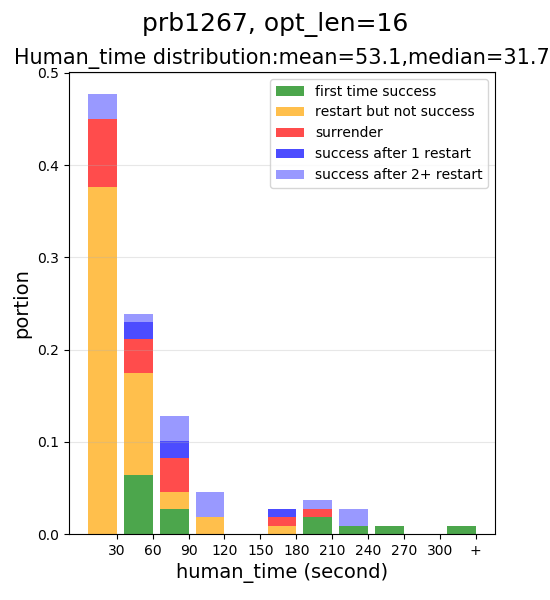 prb1267, opt_len=16
Human_time distribution:mean=53.1,median=31.7
first time success
restart but not success
surrender
success after 1 restart
success after 2+ restart
portion
0.5
0.4
0.3
0.2
0.1
0.0
30 60 90 120 150 180 210 240 270 300 +
human_time (second)